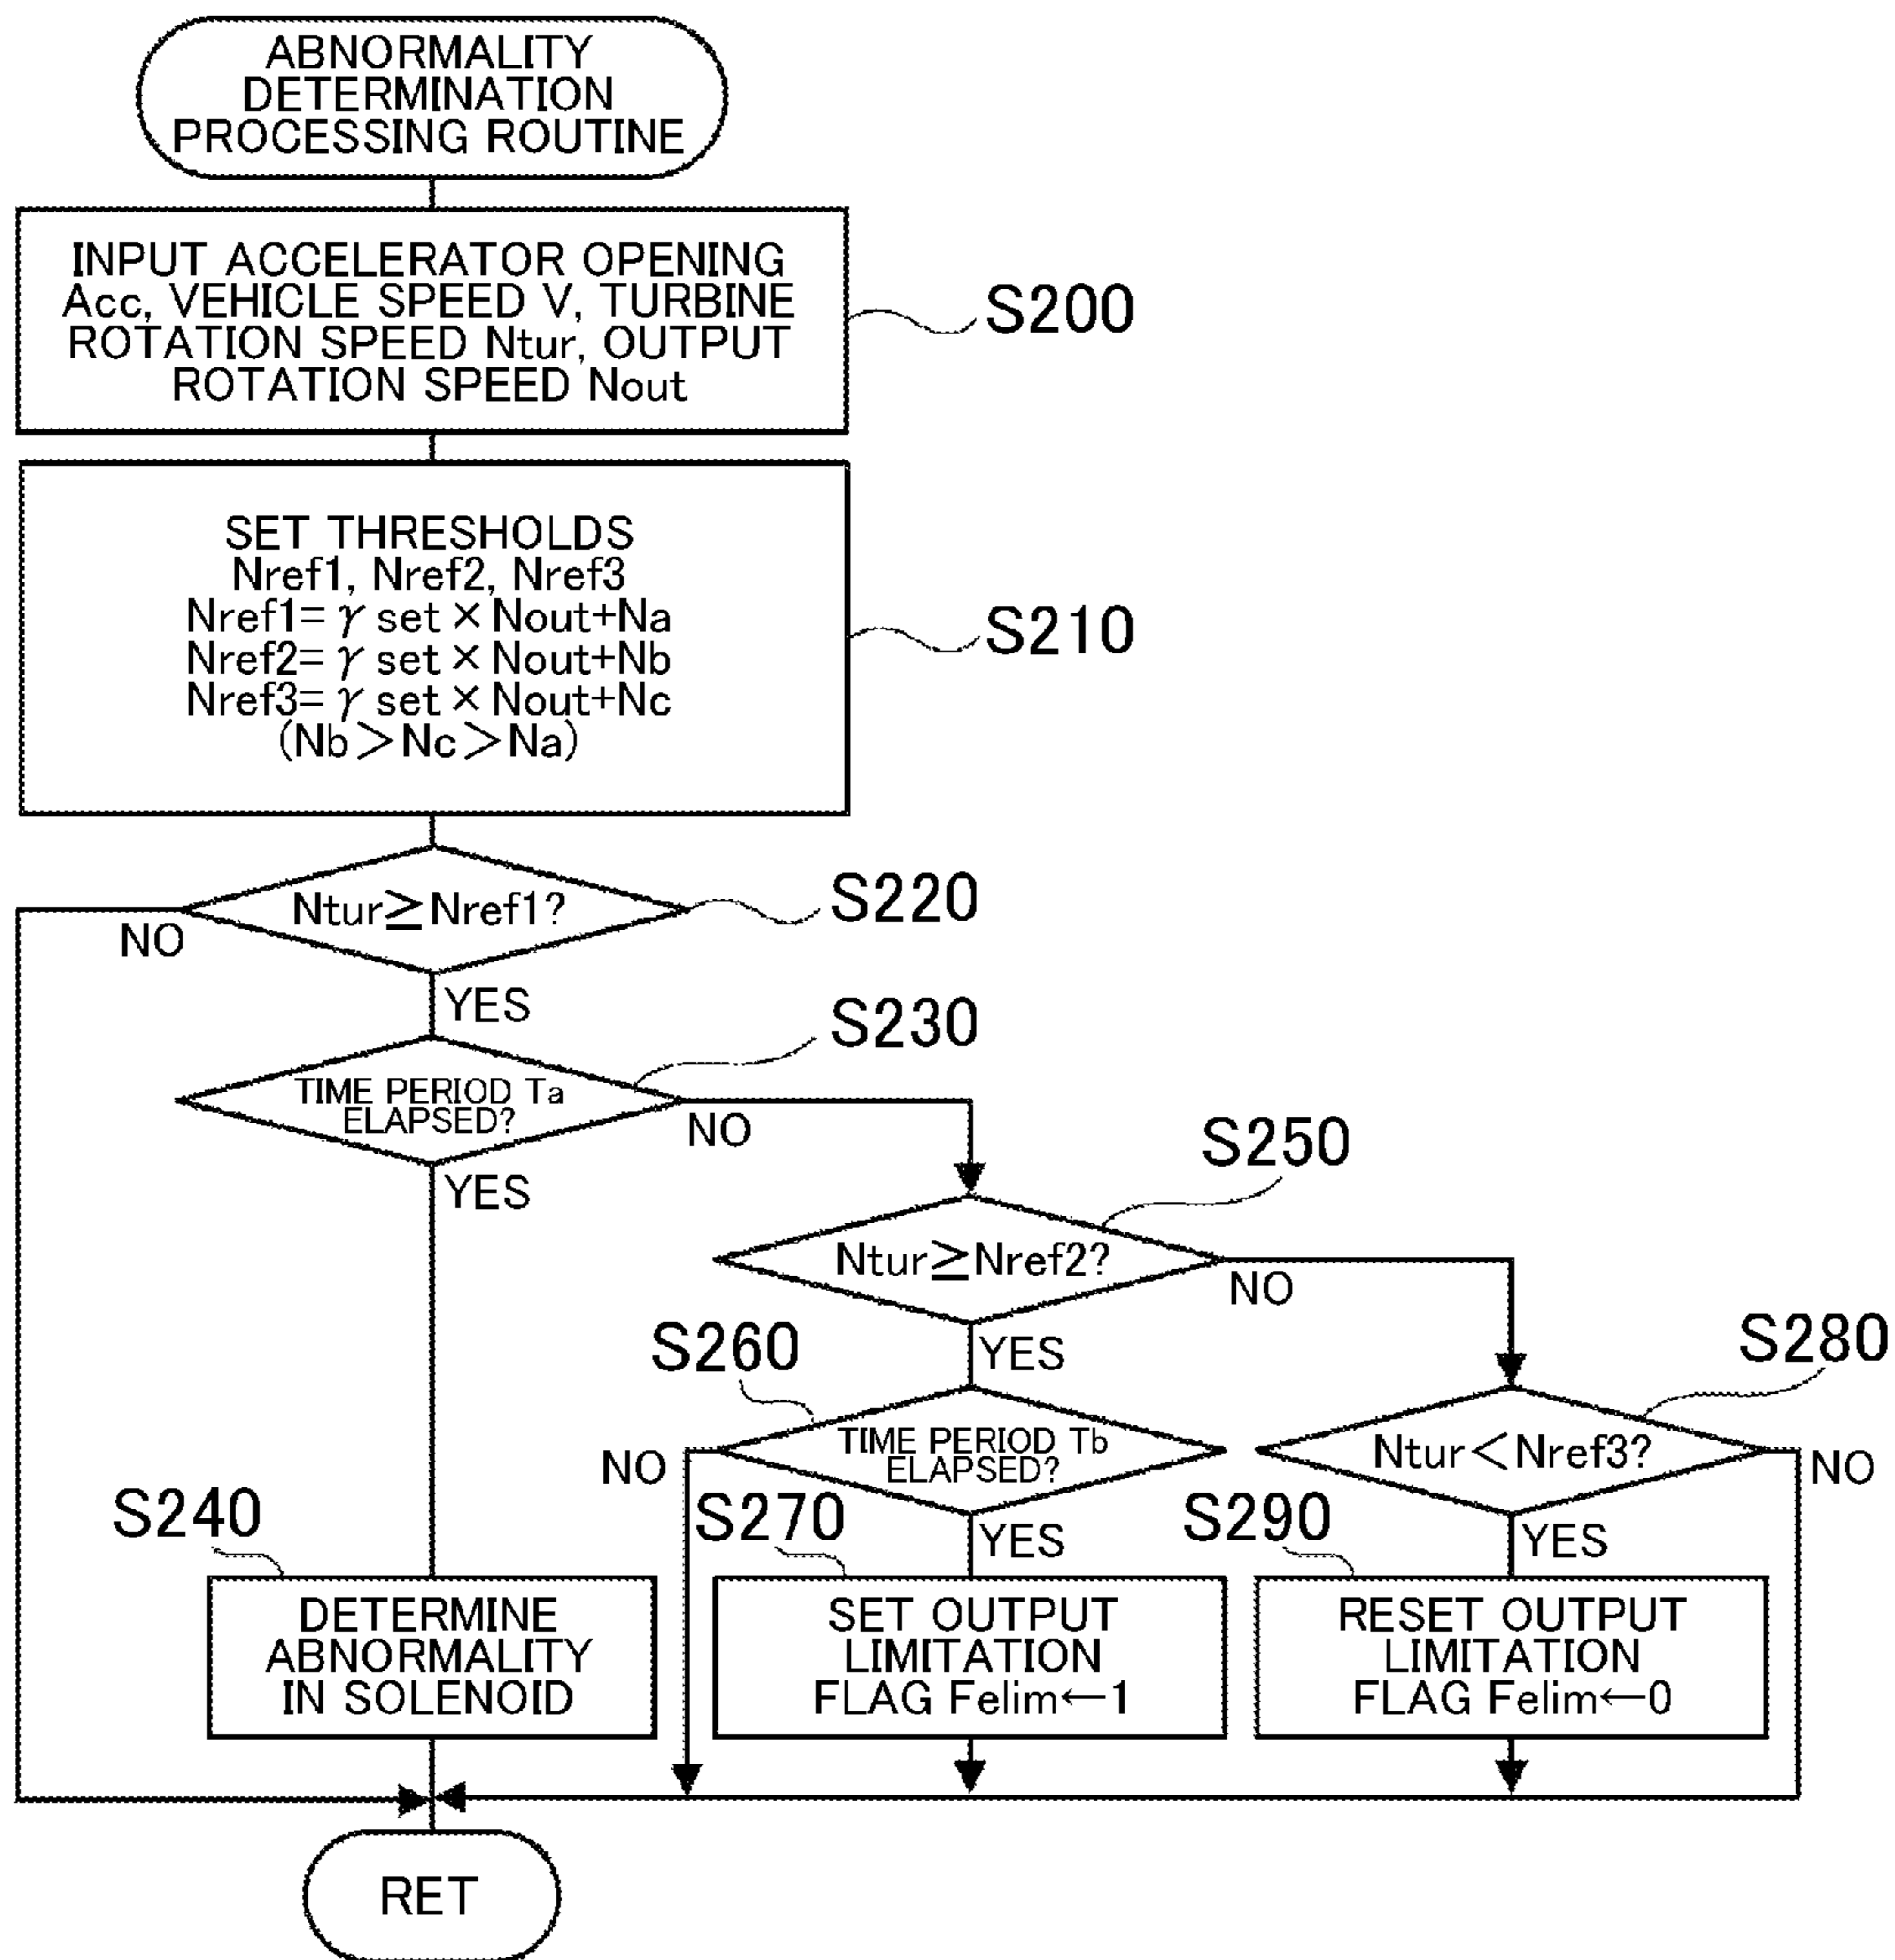 ABNORMALITY
DETERMINATION
PROCESSING ROUTINE
INPUT ACCELERATOR OPENING
Acc, VEHICLE SPEED V, TURBINE
ROTATION SPEED Ntur, OUTPUT
ROTATION SPEED Nout
S200
SET THRESHOLDS
Nref1, Nref2, Nref3
Nref1=γ set×Nout+Na
Nref2=γ set×Nout+Nb
Nref3=γ set×Nout+Nc
(Nb>Nc>Na)
S210
Ntur≧Nref1?
S220
NO
YES
S230
TIME PERIOD Ta
ELAPSED?
NO
YES
S250
Ntur≧Nref2?
NO
YES
S260
TIME PERIOD Tb
ELAPSED?
NO
YES
S280
Ntur<Nref3?
NO
YES
S240
DETERMINE
ABNORMALITY
IN SOLENOID
S270
SET OUTPUT
LIMITATION
FLAG Felim←1
S290
RESET OUTPUT
LIMITATION
FLAG Felim←0
RET